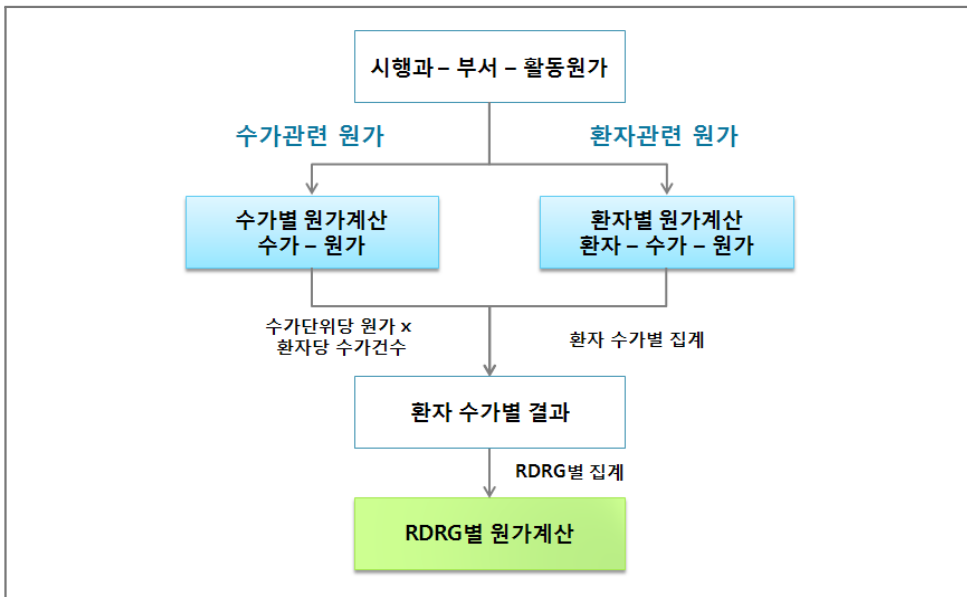 시행과 – 부서 – 활동원가
수가관련 원가
환자관련 원가
수가별 원가계산
수가 – 원가
환자별 원가계산
환자 – 수가 – 원가
수가단위당 원가 x
환자당 수가건수
환자 수가별 집계
환자 수가별 결과
RDRG별 집계
RDRG별 원가계산